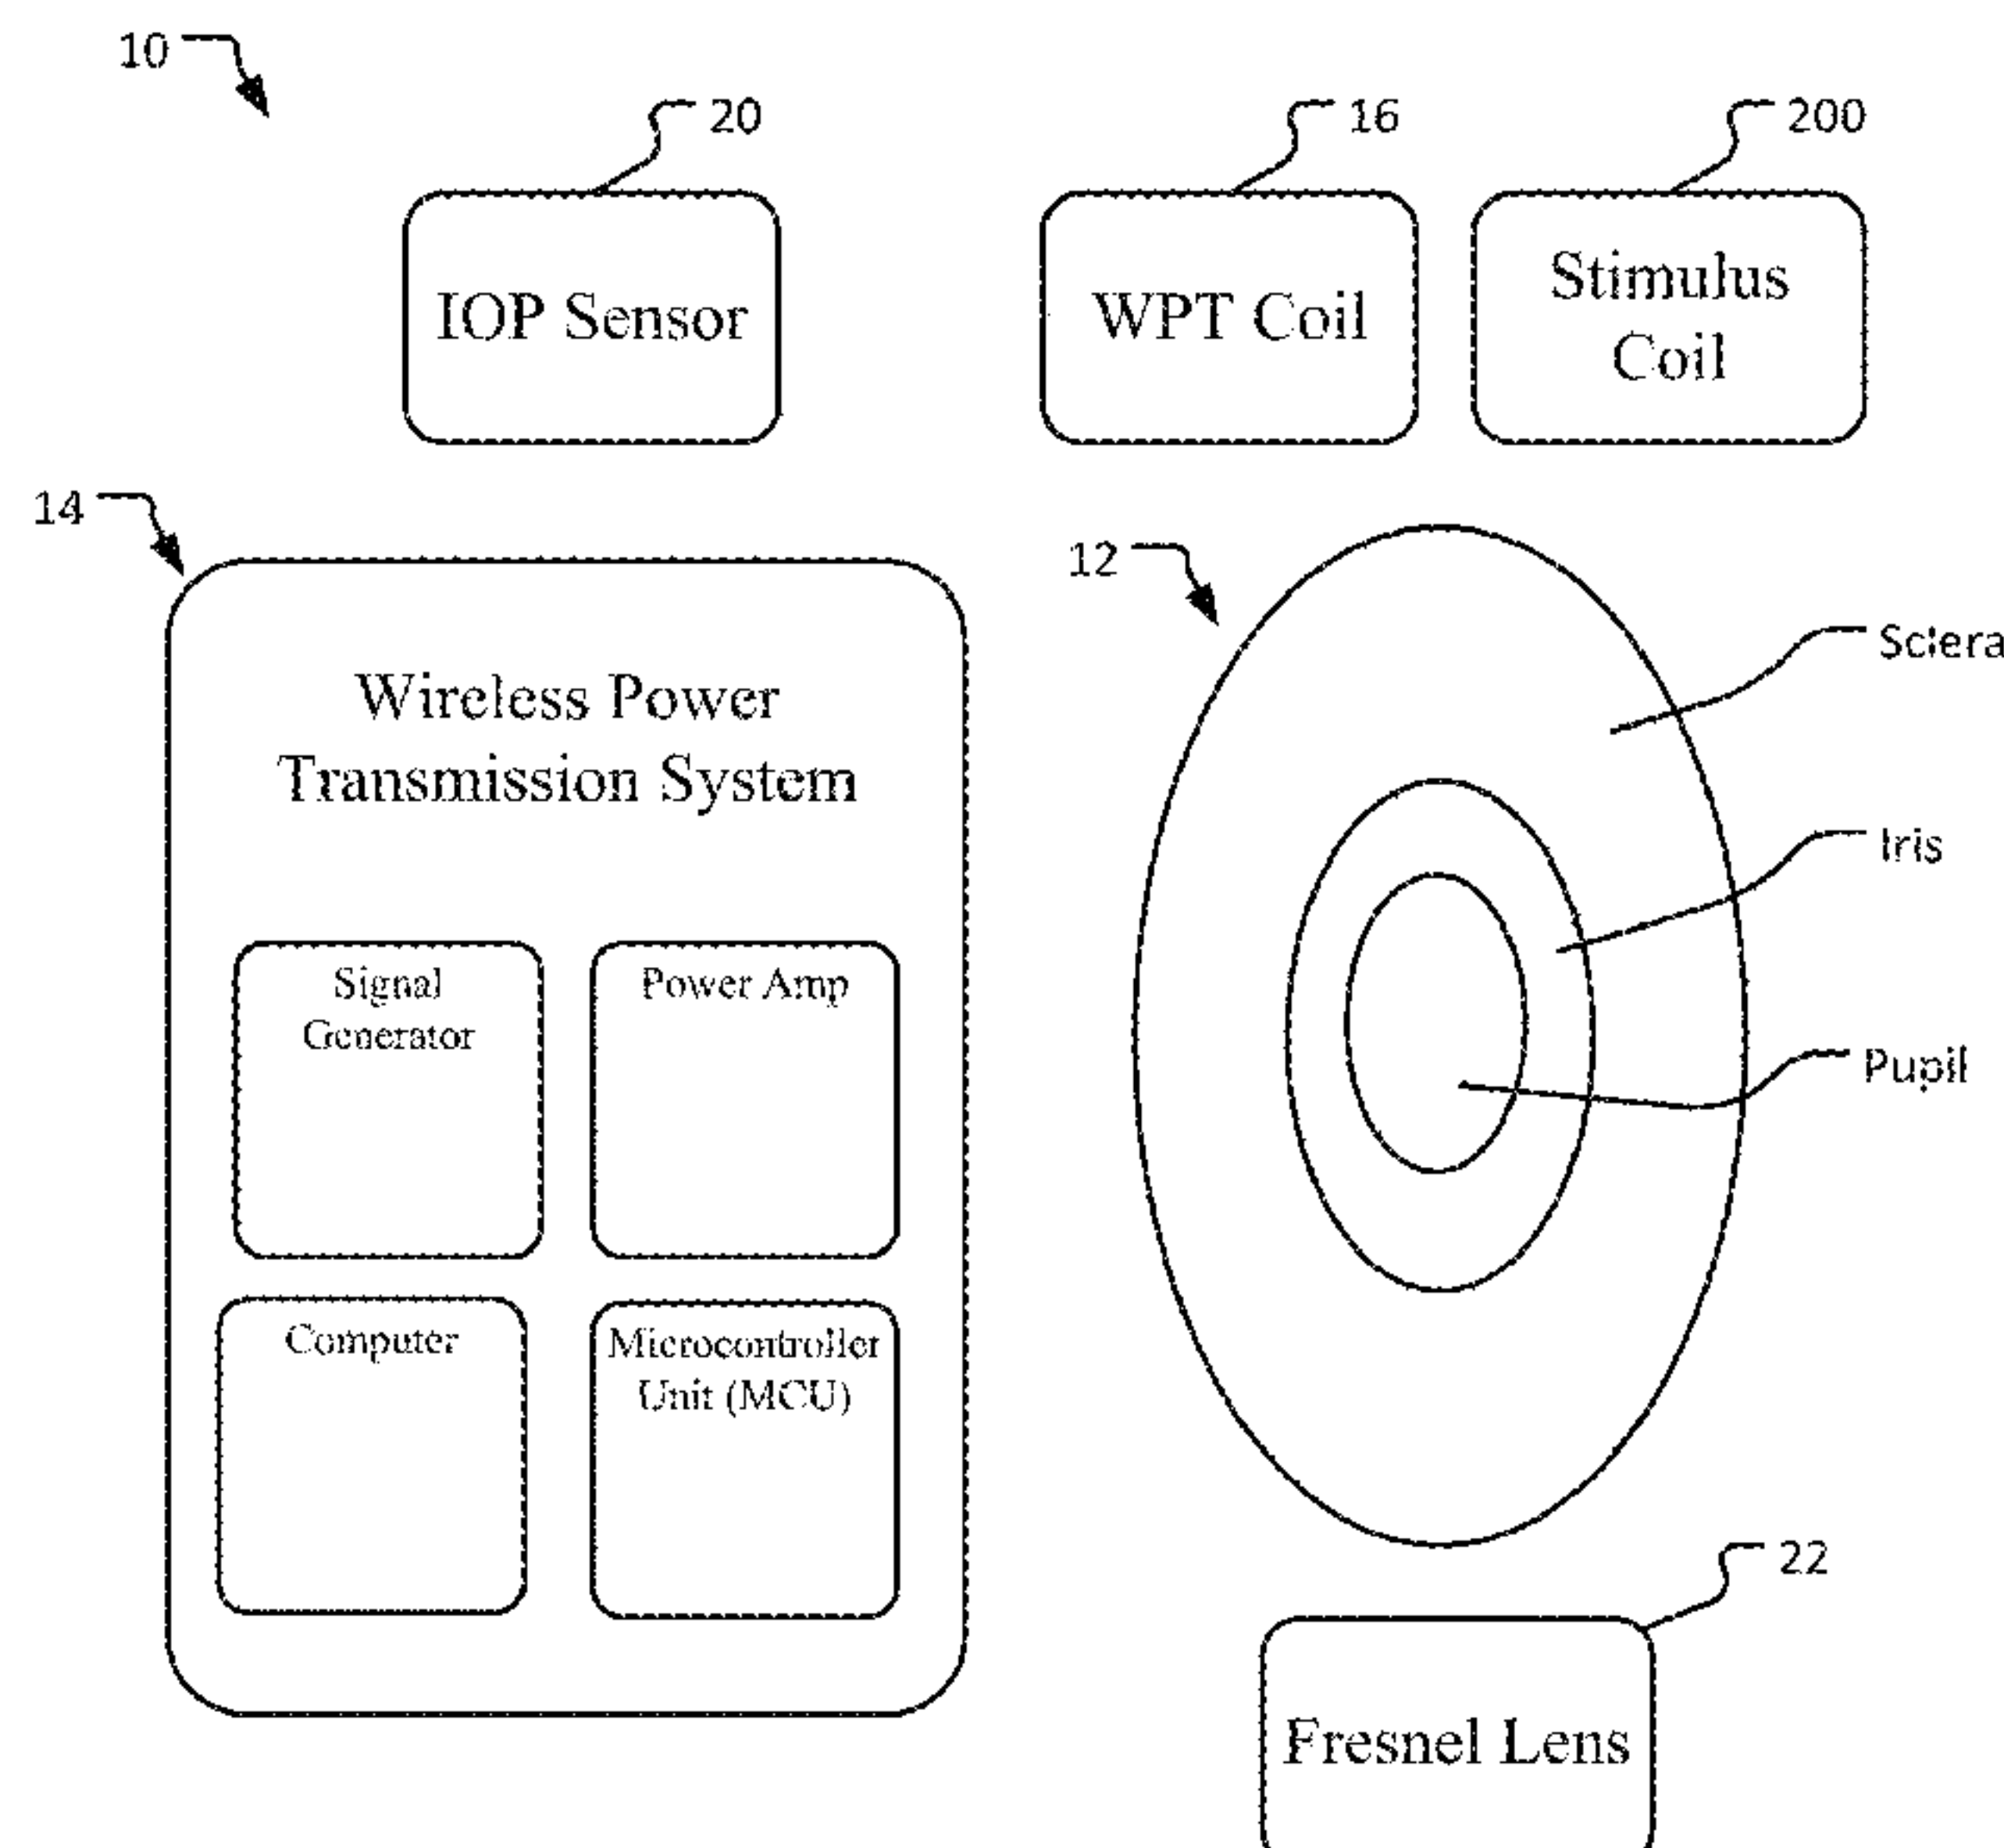 10
20
16
200
IOP Sensor
WPT Coil
Stimulus
Coil
14
12
Sclera
Wireless Power
Transmission System
Iris
Signal
Generator
Power Amp
Pupil
Computer
Microcontroller
Unit (MCU)
22
Fresnel Lens